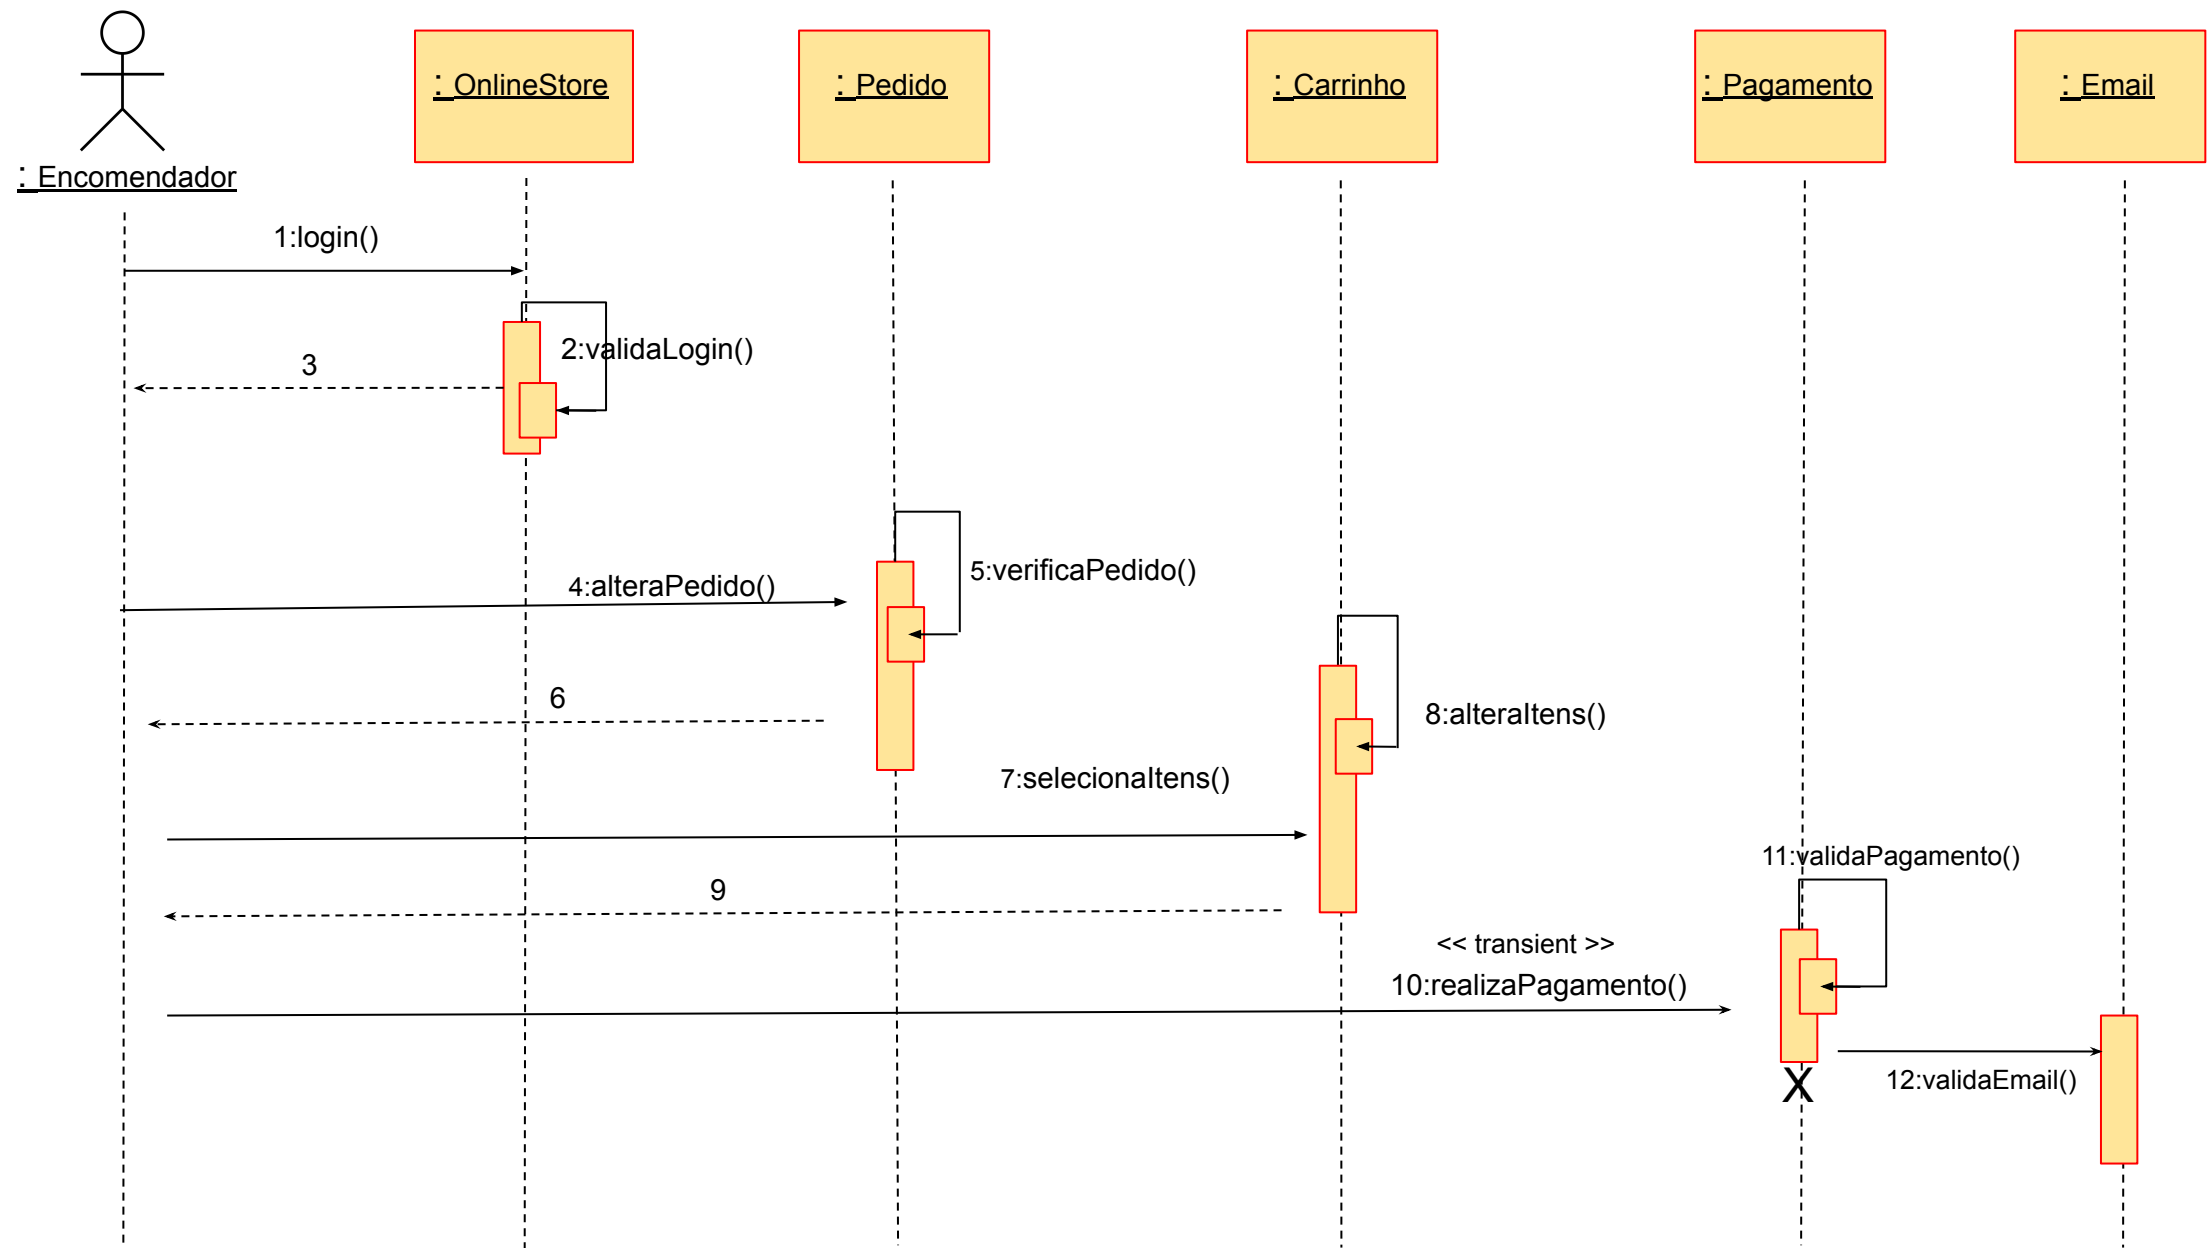 : OnlineStore
: Pedido
: Carrinho
: Pagamento
: Email
: Encomendador
1:login()
2:validaLogin()
3
4:alteraPedido()
5:verificaPedido()
6
7:selecionaItens()
8:alteraItens()
9
<< transient >>
10:realizaPagamento()
11:validaPagamento()
X
12:validaEmail()